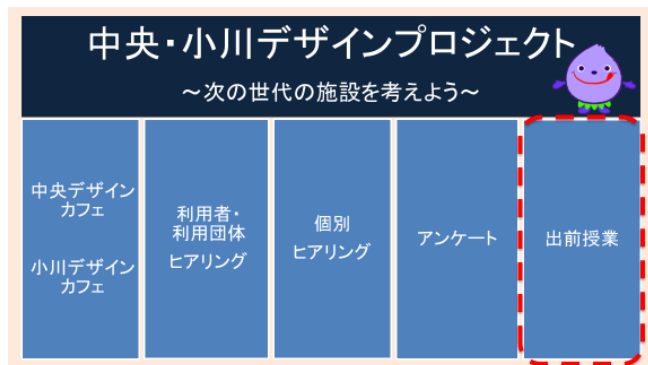 中央・小川デザインプロジェクト
～次の世代の施設を考えよう～
中央デザイン
カフェ
小川デザイン
カフェ
利用者・
利用団体
ヒアリング
個別
ヒアリング
アンケート
出前授業